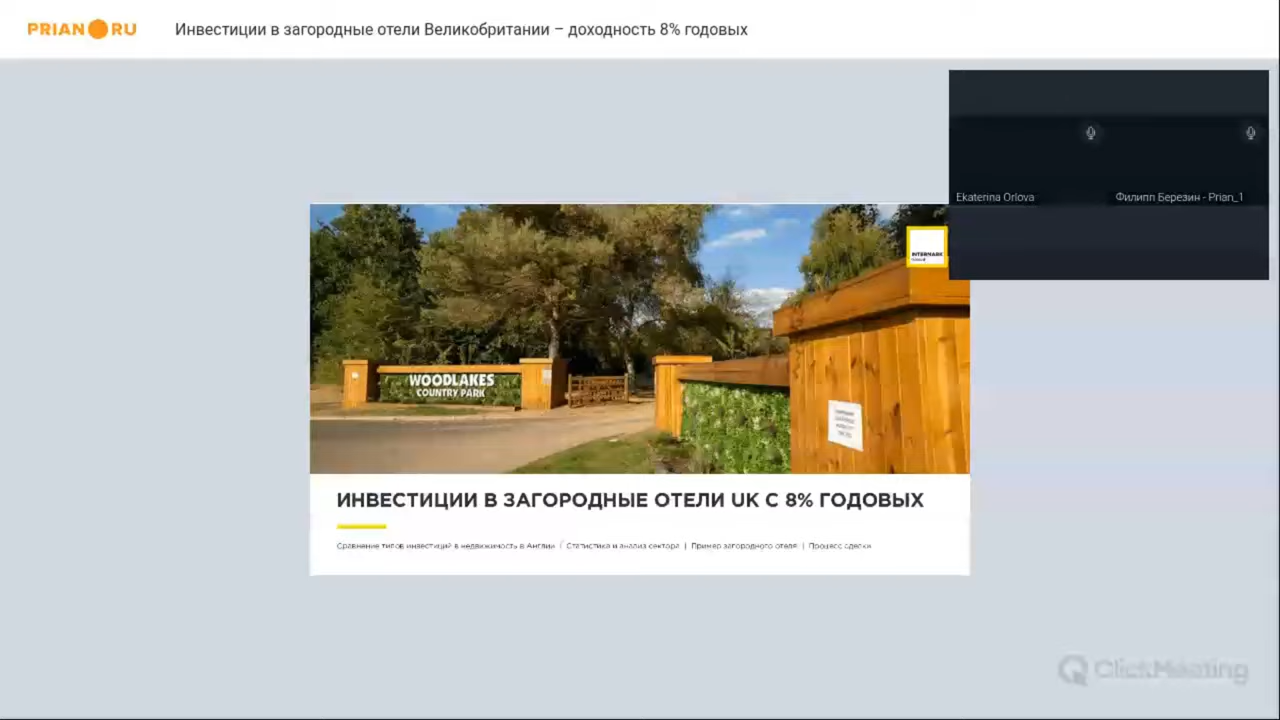 PRIAN RU
Инвестиции в загородные отели Великобритании – доходность 8% годовых
Ekaterina Orlova
Филипп Березин - Prian_1
INTERMARK
WOODLAKES
COUNTRY PARK
ИНВЕСТИЦИИ В ЗАГОРОДНЫЕ ОТЕЛИ UK С 8% ГОДОВЫХ
Сравнение типов инвестиций в недвижимость в Англии | Статистика и анализ сектора | Пример загородного отеля | Процесс сделки
ClickMeeting